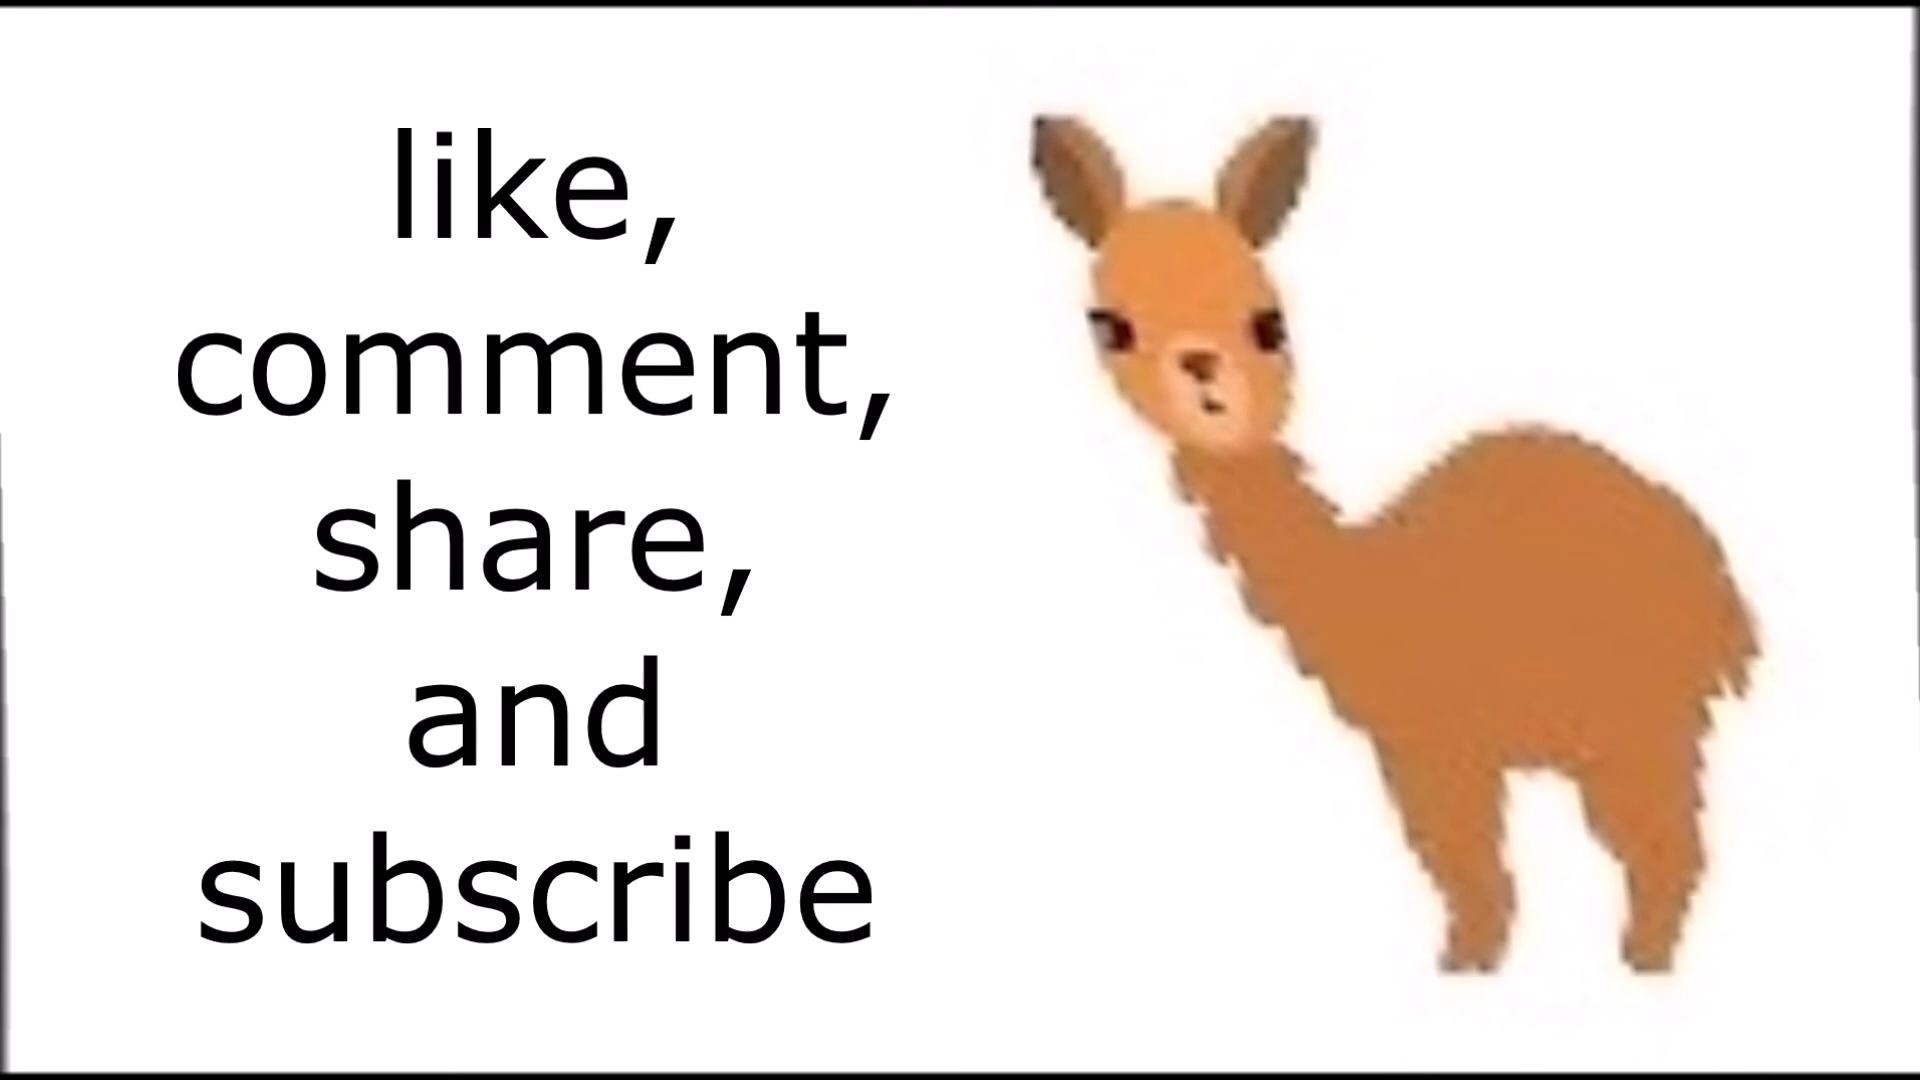 like,
comment,
share,
and
subscribe